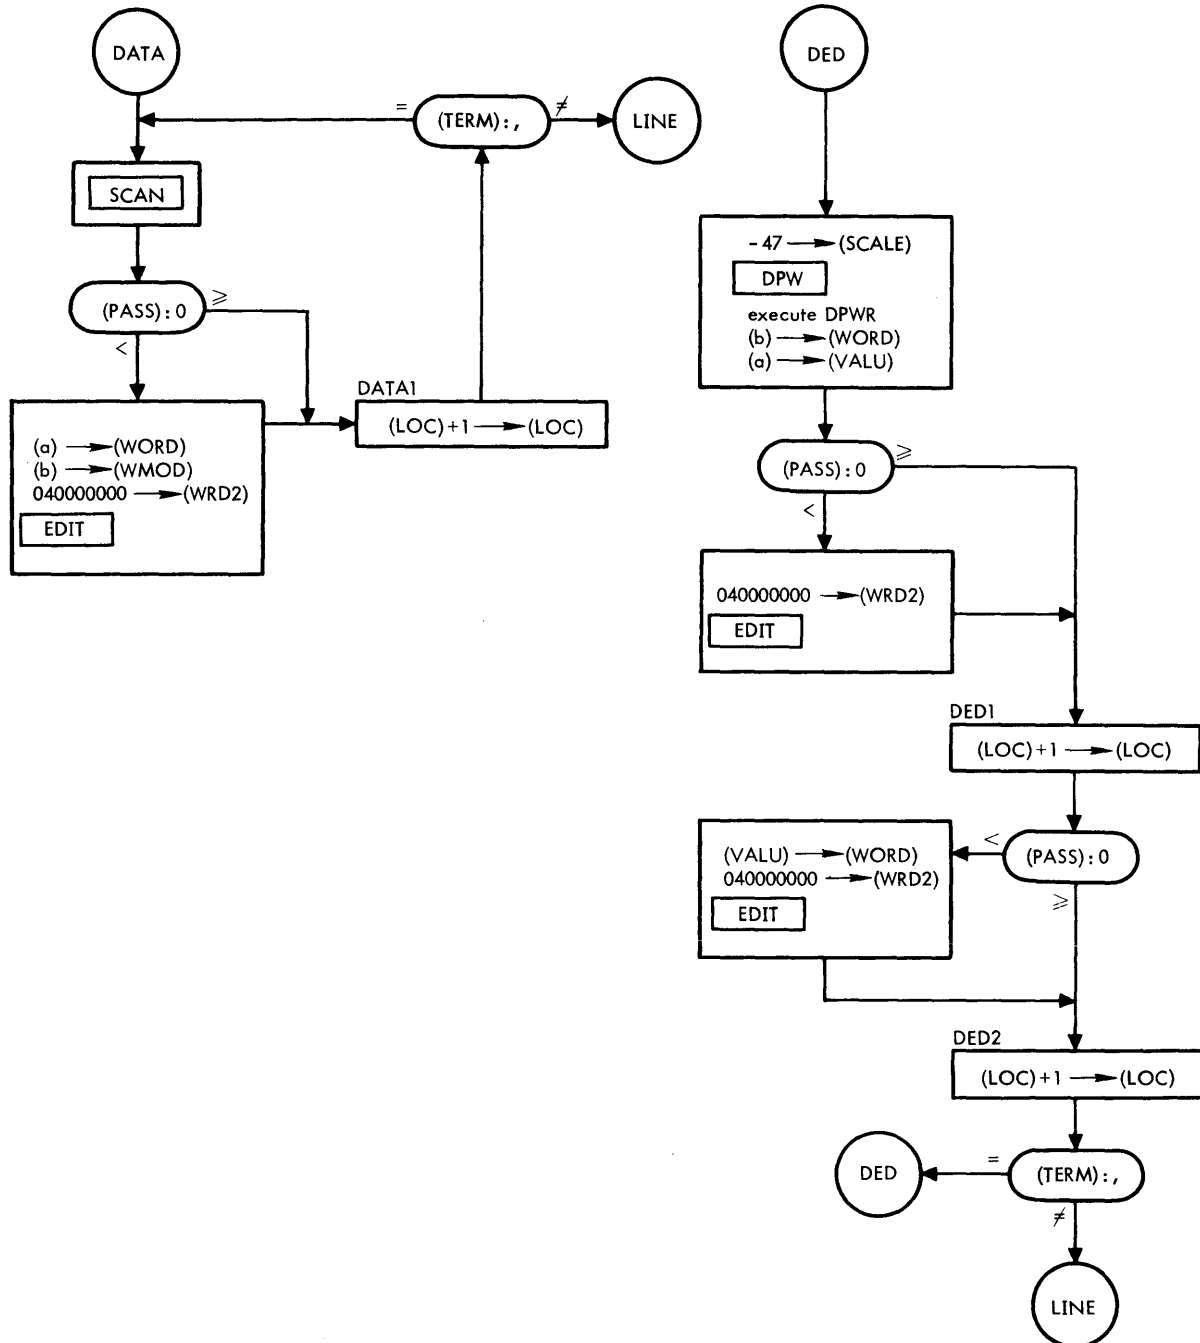 DATA
= (TERM):, ≠
LINE
SCAN
(PASS):0 ≥
<
(a) → (WORD)
(b) → (WMOD)
040000000 → (WRD2)
EDIT
DATA1
(LOC)+1 → (LOC)
DED
-47 → (SCALE)
DPW
execute DPWR
(b) → (WORD)
(a) → (VALU)
(PASS):0 ≥
<
040000000 → (WRD2)
EDIT
DED1
(LOC)+1 → (LOC)
< (PASS):0
≥
(VALU) → (WORD)
040000000 → (WRD2)
EDIT
DED2
(LOC)+1 → (LOC)
DED
= (TERM):,
≠
LINE